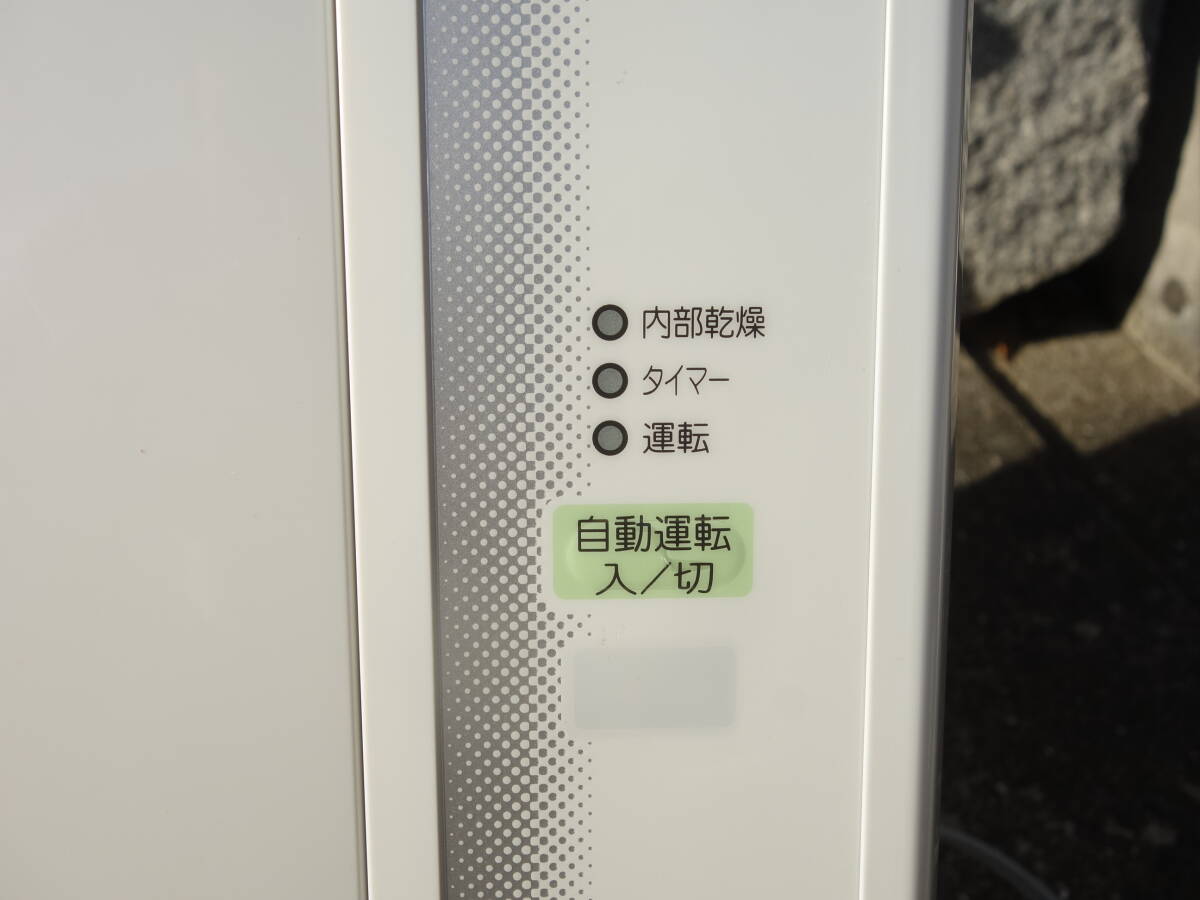 内部乾燥
タイマー
運転
自動運転
入／切